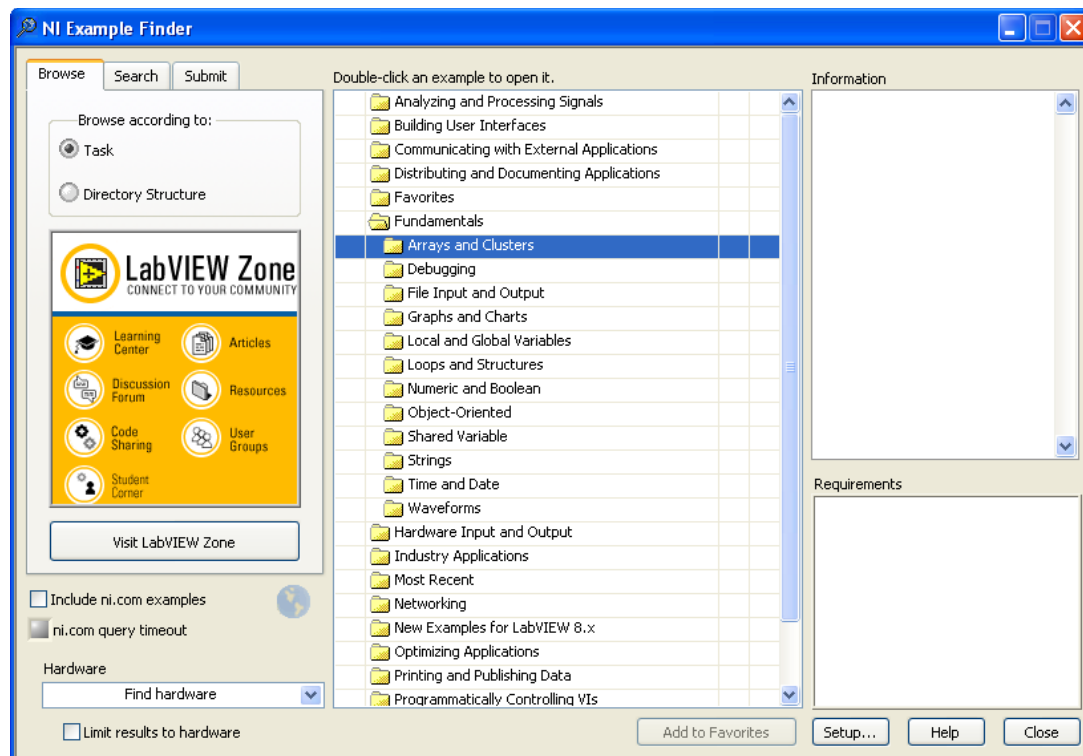 NI Example Finder
Browse
Search
Submit
Browse according to:
Task
Directory Structure
LabVIEW Zone
CONNECT TO YOUR COMMUNITY
Learning Center
Articles
Discussion Forum
Resources
Code Sharing
User Groups
Student Corner
Visit LabVIEW Zone
Include ni.com examples
ni.com query timeout
Hardware
Find hardware
Limit results to hardware
Double-click an example to open it.
Analyzing and Processing Signals
Building User Interfaces
Communicating with External Applications
Distributing and Documenting Applications
Favorites
Fundamentals
Arrays and Clusters
Debugging
File Input and Output
Graphs and Charts
Local and Global Variables
Loops and Structures
Numeric and Boolean
Object-Oriented
Shared Variable
Strings
Time and Date
Waveforms
Hardware Input and Output
Industry Applications
Most Recent
Networking
New Examples for LabVIEW 8.x
Optimizing Applications
Printing and Publishing Data
Programmatically Controlling VIs
Information
Requirements
Add to Favorites
Setup...
Help
Close